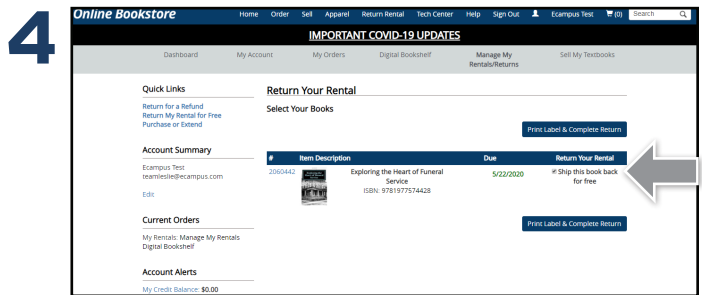 4
Online Bookstore
Home Order Sell Apparel Return Rental Tech Center Help Sign Out Ecampus Test (0) Search
IMPORTANT COVID-19 UPDATES
Dashboard My Account My Orders Digital Bookshelf Manage My Rentals/Returns Sell My Textbooks
Quick Links
Return for a Refund
Return My Rental for Free
Purchase or Extend
Account Summary
Ecampus Test
teamleslie@ecampus.com
Edit
Current Orders
My Rentals: Manage My Rentals
Digital Bookshelf
Account Alerts
My Credit Balance: $0.00
Return Your Rental
Select Your Books
Print Label & Complete Return
# Item Description Due Return Your Rental
2060442 Exploring the Heart of Funeral 5/22/2020 Ship this book back
Service for free
ISBN: 9781977574428
Print Label & Complete Return